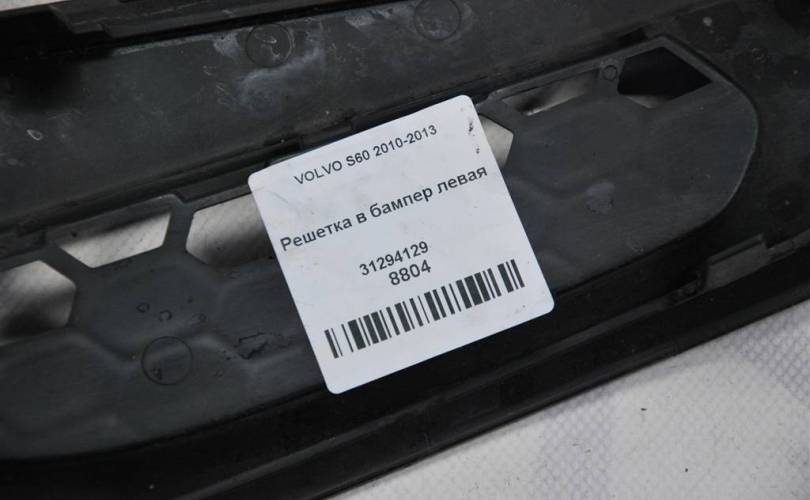 VOLVO S60 2010-2013
Решетка в бампер левая
31294129
8804